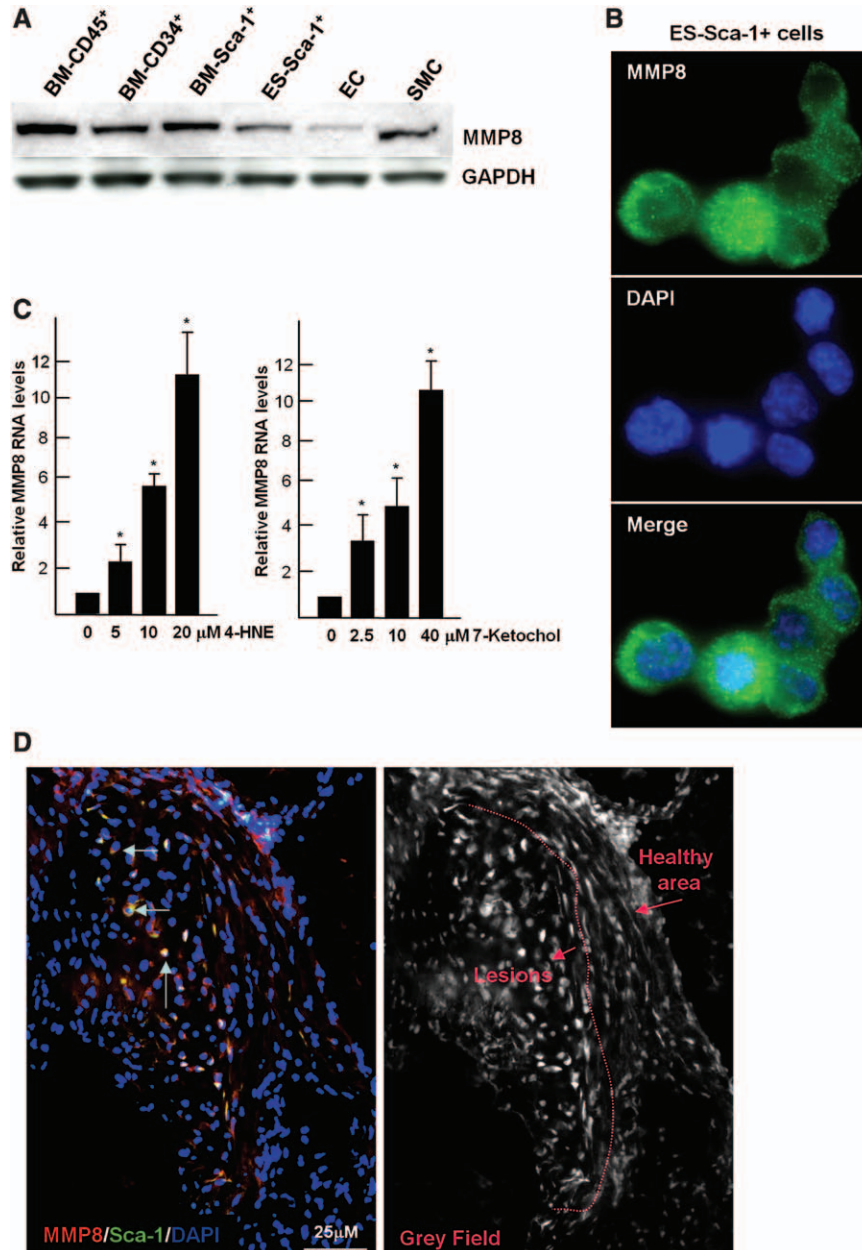 A
BM-CD45+
BM-CD34+
BM-Sca-1+
ES-Sca-1+
EC
SMC
MMP8
GAPDH
B
ES-Sca-1+ cells
MMP8
DAPI
Merge
C
Relative MMP8 RNA levels
12
10
8
6
4
2
* * *
0 5 10 20 μM 4-HNE
Relative MMP8 RNA levels
12
10
8
6
4
2
* * *
0 2.5 10 40 μM 7-Ketochol
D
MMP8/Sca-1/DAPI
25μM
Healthy
area
Lesions
Grey Field